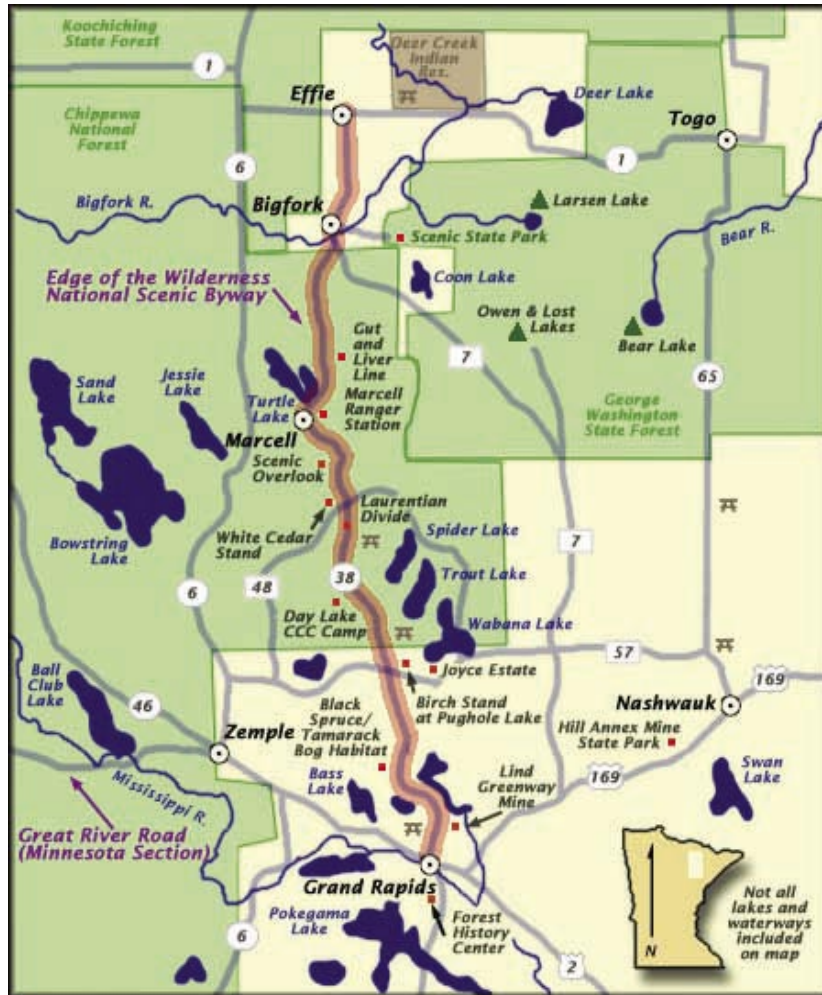 Koochiching
State Forest
Deer Creek
Indian
Res.
1
Effie
Deer Lake
Togo
Chippewa
National
Forest
6
1
Bigfork R.
Bigfork
Larsen Lake
Scenic State Park
Bear R.
Edge of the Wilderness
National Scenic Byway
Coon Lake
Owen & Lost
Lakes
Gut
and
Liver
Line
7
Bear Lake
Sand
Lake
Jessie
Lake
Turtle
Lake
Marcell
Ranger
Station
65
George
Washington
State Forest
Marcell
Scenic
Overlook
Laurentian
Divide
White Cedar
Stand
Spider Lake
7
Bowstring
Lake
Trout Lake
6
48
38
Day Lake
CCC Camp
Wabana Lake
57
Ball
Club
Lake
Joyce Estate
169
46
Black
Spruce/
Tamarack
Bog Habitat
Birch Stand
at Pughole Lake
Nashwauk
Hill Annex Mine
State Park
Zemple
Bass
Lake
Lind
Greenway
Mine
169
Swan
Lake
Mississippi R.
Great River Road
(Minnesota Section)
Grand Rapids
Pokegama
Lake
Forest
History
Center
6
2
N
Not all
lakes and
waterways
included
on map